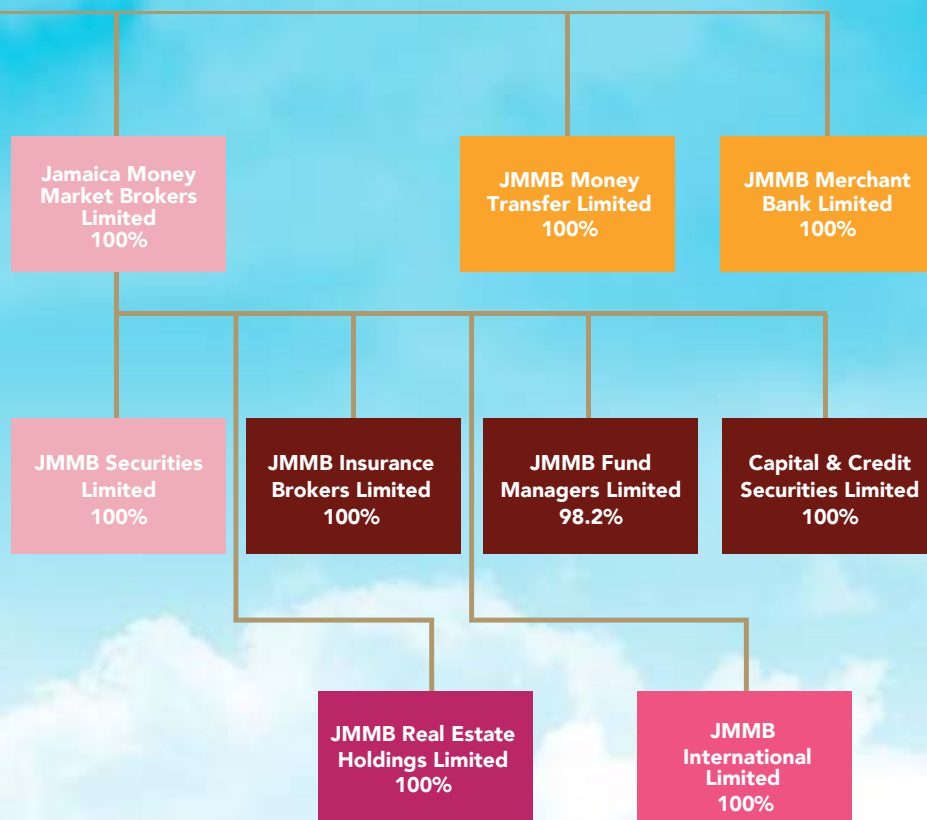 Jamaica Money
Market Brokers
Limited
100%
JMMB Money
Transfer Limited
100%
JMMB Merchant
Bank Limited
100%
JMMB Securities
Limited
100%
JMMB Insurance
Brokers Limited
100%
JMMB Fund
Managers Limited
98.2%
Capital & Credit
Securities Limited
100%
JMMB Real Estate
Holdings Limited
100%
JMMB
International
Limited
100%